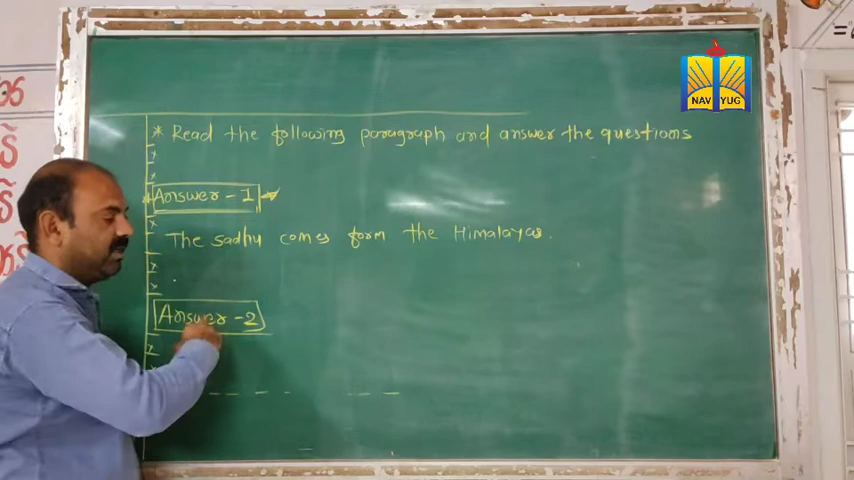 * Read the following paragraph and answer the questions
Answer - 1
The sadhu comes form the Himalayas.
Answer - 2
NAV YUG